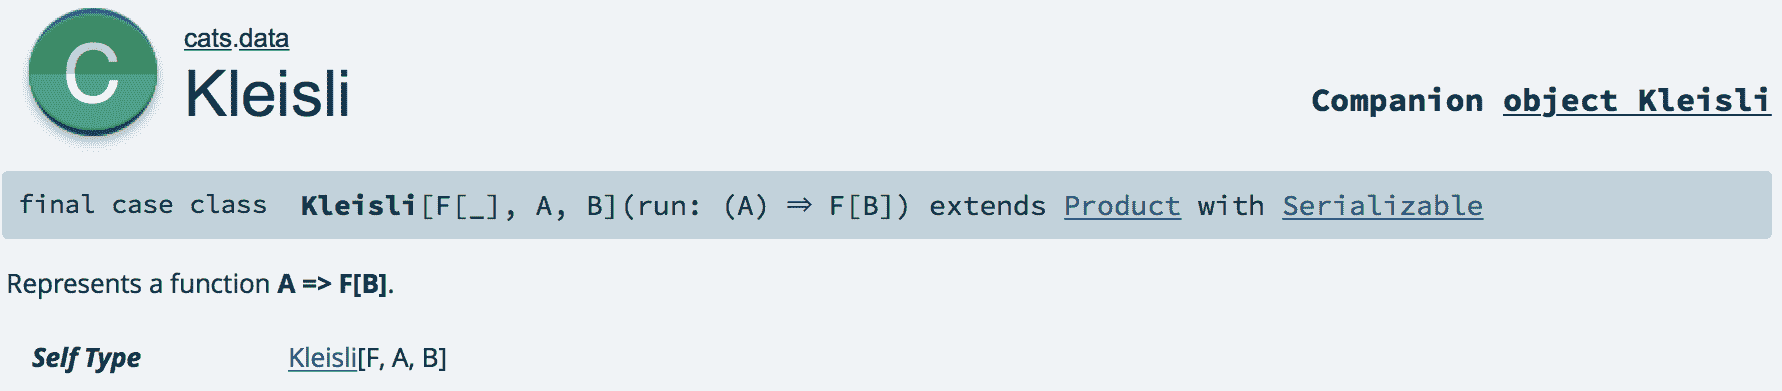 C
cats.data
Kleisli
Companion object Kleisli
final case class Kleisli[F[_], A, B](run: (A) ⇒ F[B]) extends Product with Serializable
Represents a function A => F[B].
Self Type Kleisli[F, A, B]